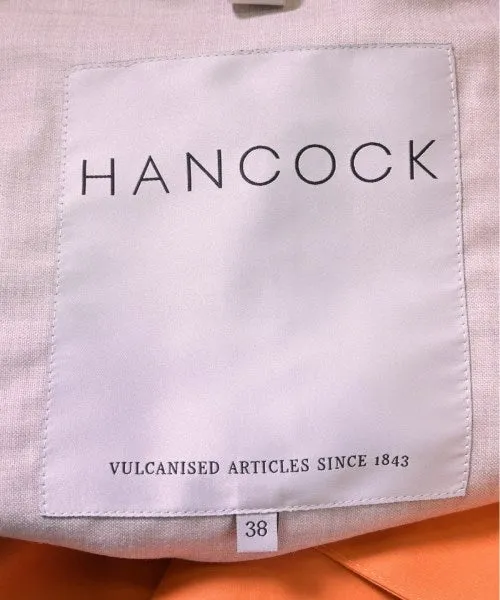 HANCOCK
VULCANISED ARTICLES SINCE 1843
38